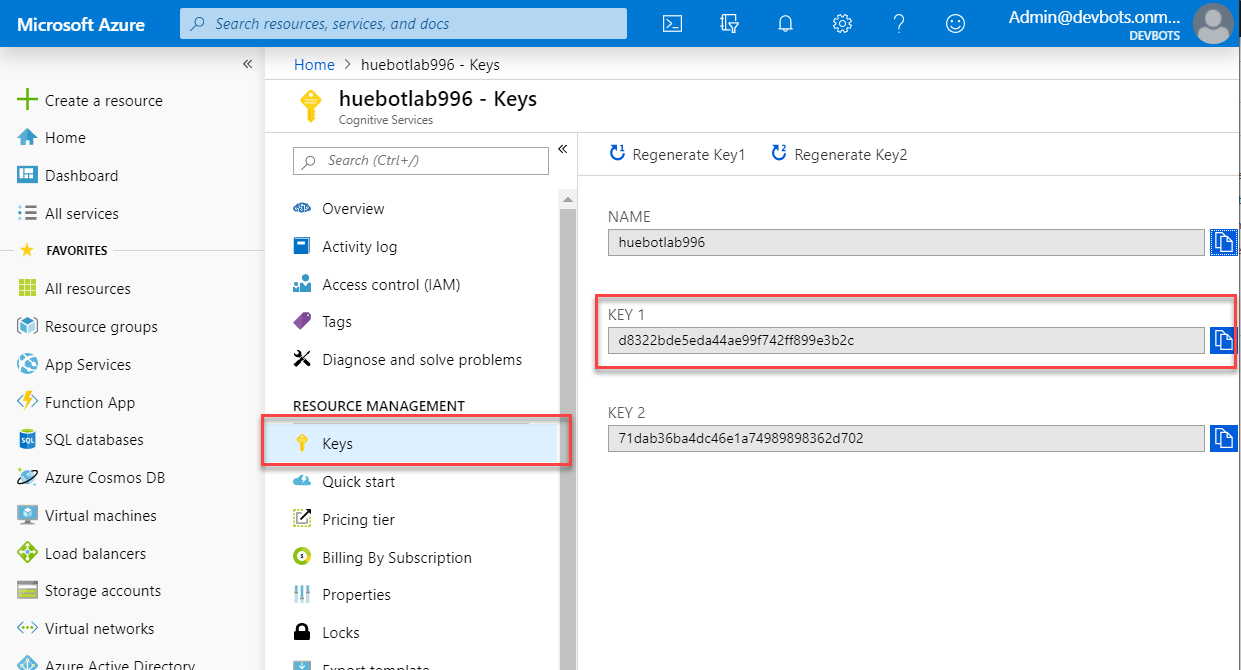 Microsoft Azure
Search resources, services, and docs
Admin@devbots.onm...
DEVBOTS
«
Create a resource
Home
Dashboard
All services
FAVORITES
All resources
Resource groups
App Services
Function App
SQL databases
Azure Cosmos DB
Virtual machines
Load balancers
Storage accounts
Virtual networks
Azure Active Directory
Home > huebotlab996 - Keys
huebotlab996 - Keys
Cognitive Services
Search (Ctrl+/)
«
Overview
Activity log
Access control (IAM)
Tags
Diagnose and solve problems
RESOURCE MANAGEMENT
Keys
Quick start
Pricing tier
Billing By Subscription
Properties
Locks
Export template
Regenerate Key1
Regenerate Key2
NAME
huebotlab996
KEY 1
d8322bde5eda44ae99f742ff899e3b2c
KEY 2
71dab36ba4dc46e1a74989898362d702